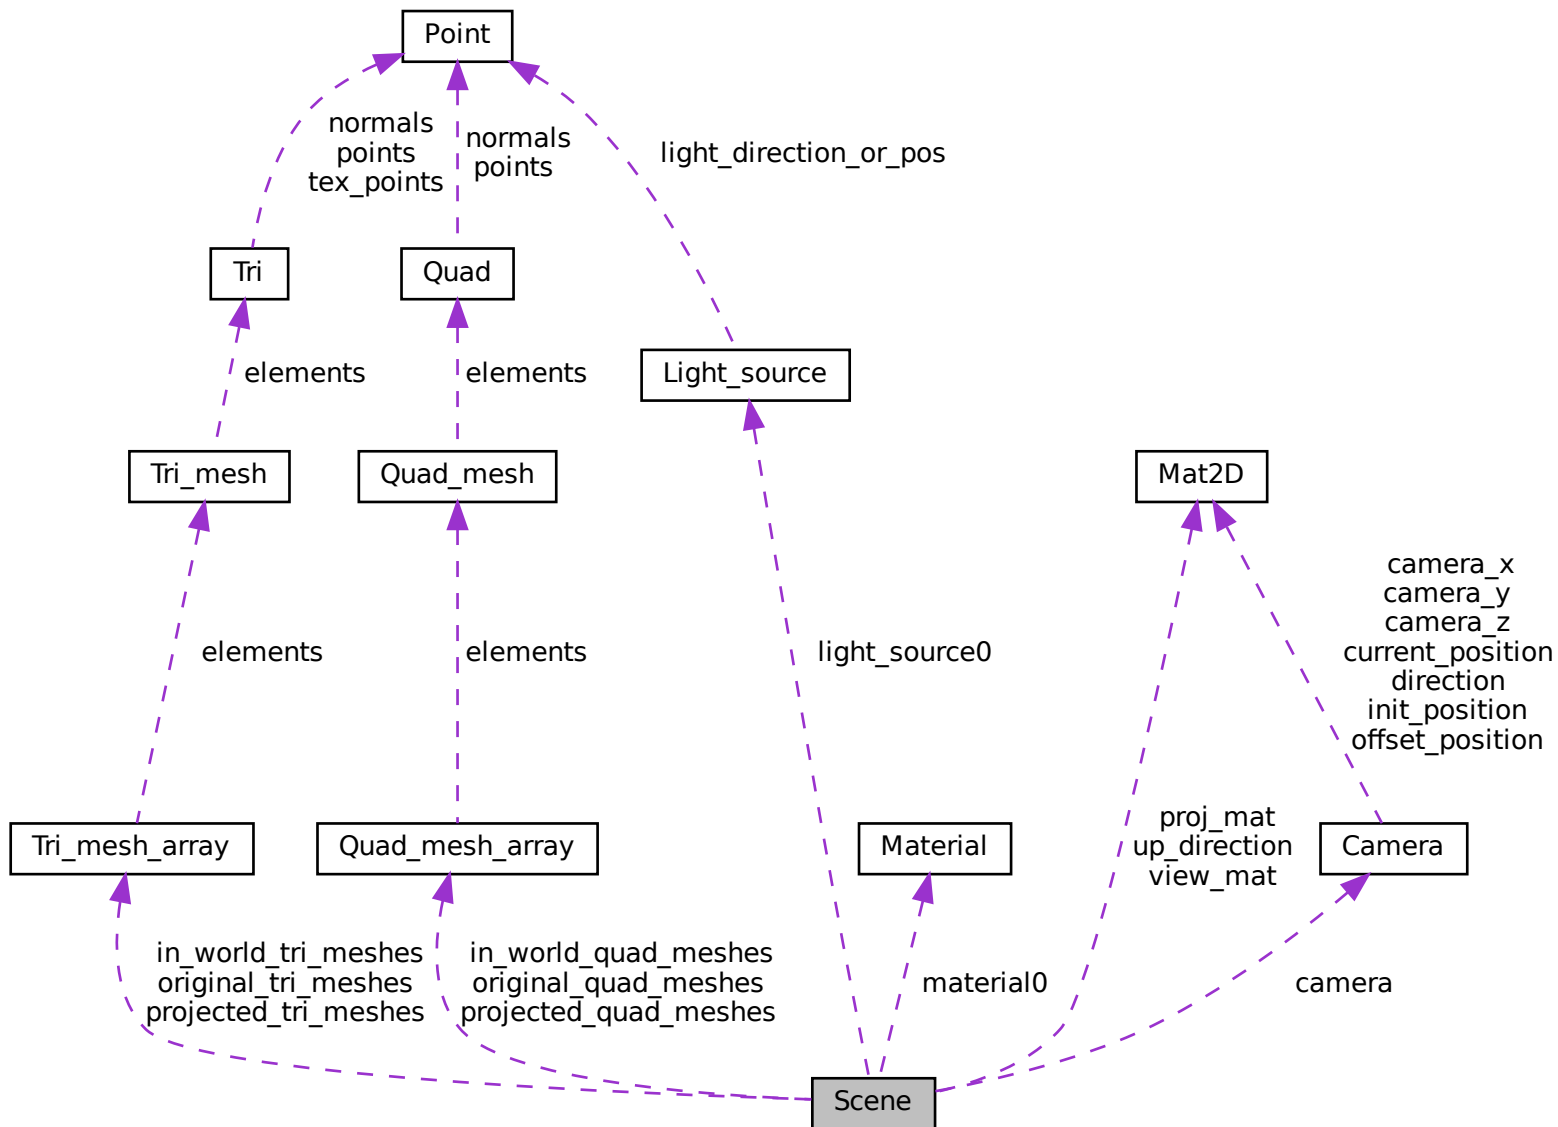 Point
normals
points
tex_points
normals
points
light_direction_or_pos
Tri
Quad
Light_source
elements
elements
Tri_mesh
Quad_mesh
Mat2D
elements
elements
light_source0
camera_x
camera_y
camera_z
current_position
direction
init_position
offset_position
proj_mat
up_direction
view_mat
Tri_mesh_array
Quad_mesh_array
Material
Camera
in_world_tri_meshes
original_tri_meshes
projected_tri_meshes
in_world_quad_meshes
original_quad_meshes
projected_quad_meshes
material0
camera
Scene